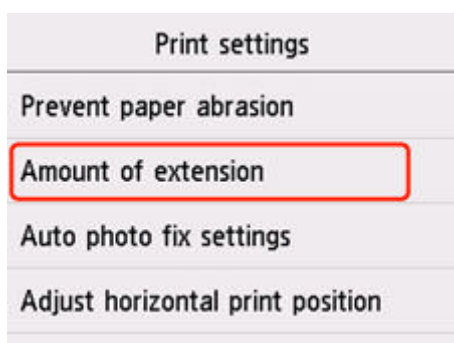 Print settings
Prevent paper abrasion
Amount of extension
Auto photo fix settings
Adjust horizontal print position